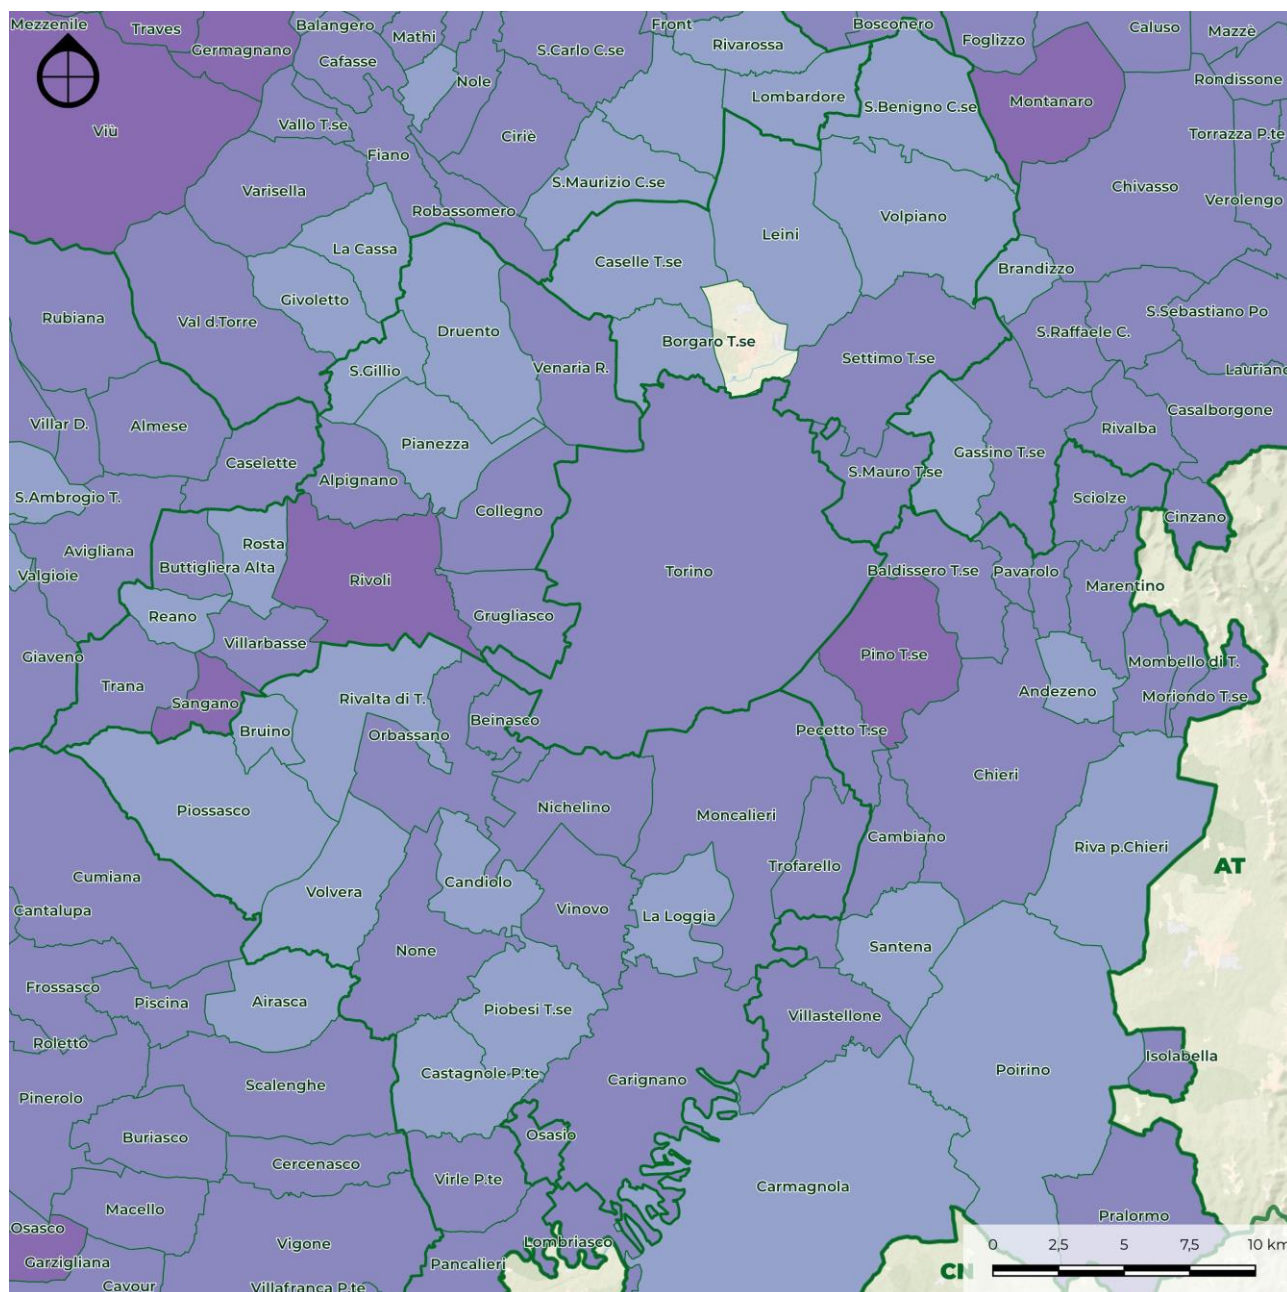 Mezzenile
Traves
Balangero
Front
Bosconero
Caluso
Mazzè
Germagnano
Mathi
S.Carlo C.se
Rivarossa
Foglizzo
Cafasse
Nole
Lombardore
S.Benigno C.se
Montanaro
Rondissone
Viù
Vallo T.se
Ciriè
Torrazza P.te
Fiano
Varisella
S.Maurizio C.se
Chivasso
Verolengo
Robassomero
Volpiano
La Cassa
Leini
Caselle T.se
Brandizzo
Givoletto
Rubiana
Val d.Torre
Druento
S.Sebastiano Po
S.Raffaele C.
Borgaro T.se
Settimo T.se
S.Gillio
Venaria R.
Lauriano
Casalborgone
Villar D.
Almese
Pianezza
Rivalba
Gassino T.se
Caselette
Alpignano
S.Mauro T.se
S.Ambrogio T.
Sciolze
Collegno
Cinzano
Rosta
Avigliana
Buttigliera Alta
Valgioie
Rivoli
Torino
Baldissero T.se
Pavarolo
Marentino
Reano
Grugliasco
Villarbasse
Giaveno
Trana
Pino T.se
Mombello di T.
Sangano
Rivalta di T.
Andezeno
Moriondo T.se
Bruino
Orbassano
Beinasco
Pecetto T.se
Chieri
Piossasco
Nichelino
Moncalieri
Cambiano
Riva p.Chieri
Trofarello
AT
Cumiana
Volvera
Candiolo
Cantalupa
Vinovo
La Loggia
None
Santena
Frossasco
Piscina
Airasca
Piobesi T.se
Villastellone
Roletto
Isolabella
Castagnole P.te
Carignano
Poirino
Scalenghe
Pinerolo
Buriasco
Osasio
Cercenasco
Virle P.te
Carmagnola
Macello
Pralormo
Osasco
Vigone
Lombriasco
Garzigliana
Pancalieri
CN
0 2,5 5 7,5 10 km
Cavour
Villafranca P.te